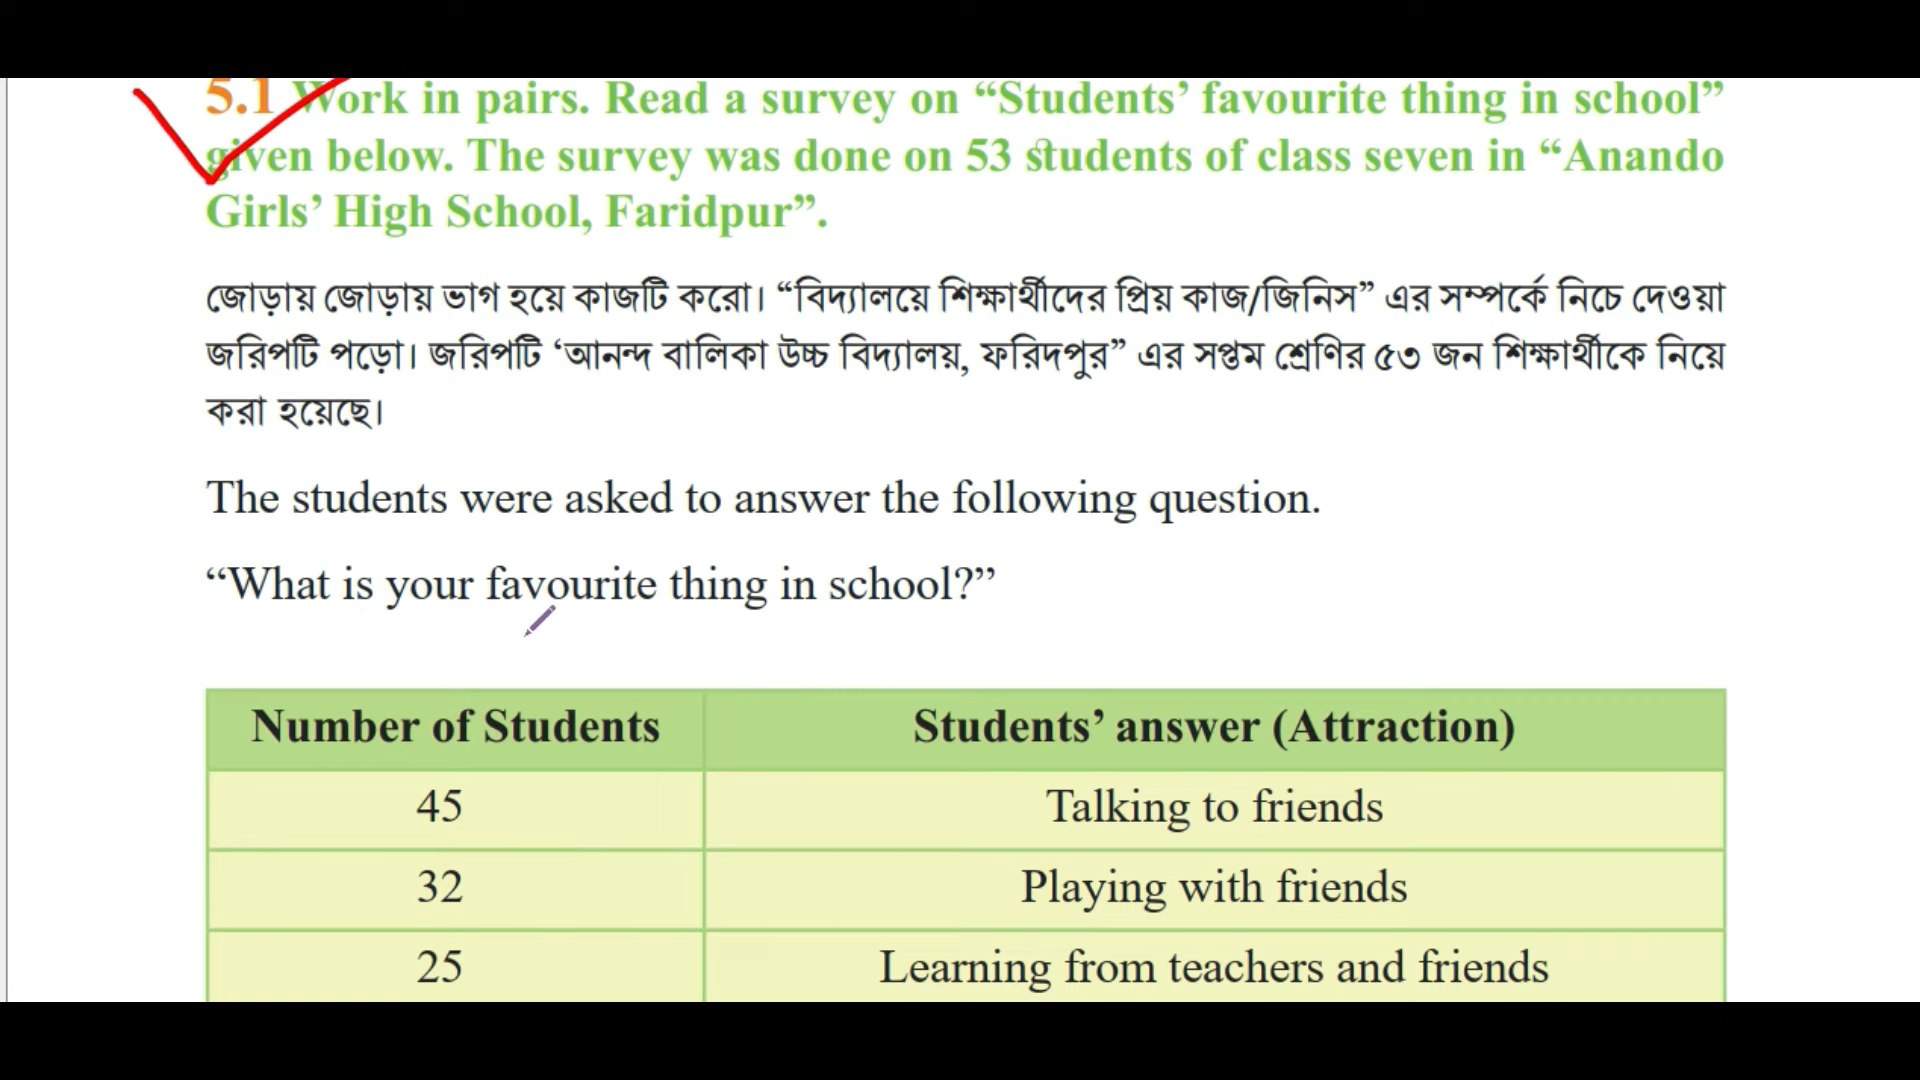 5.1 Work in pairs. Read a survey on “Students’ favourite thing in school”
given below. The survey was done on 53 students of class seven in “Anando
Girls’ High School, Faridpur”.
জোড়ায় জোড়ায় ভাগ হয়ে কাজটি করো। “বিদ্যালয়ে শিক্ষার্থীদের প্রিয় কাজ/জিনিস” এর সম্পর্কে নিচে দেওয়া
জরিপটি পড়ো। জরিপটি ‘আনন্দ বালিকা উচ্চ বিদ্যালয়, ফরিদপুর” এর সপ্তম শ্রেণির ৫৩ জন শিক্ষার্থীকে নিয়ে
করা হয়েছে।
The students were asked to answer the following question.
“What is your favourite thing in school?”
Number of Students Students’ answer (Attraction)
45 Talking to friends
32 Playing with friends
25 Learning from teachers and friends